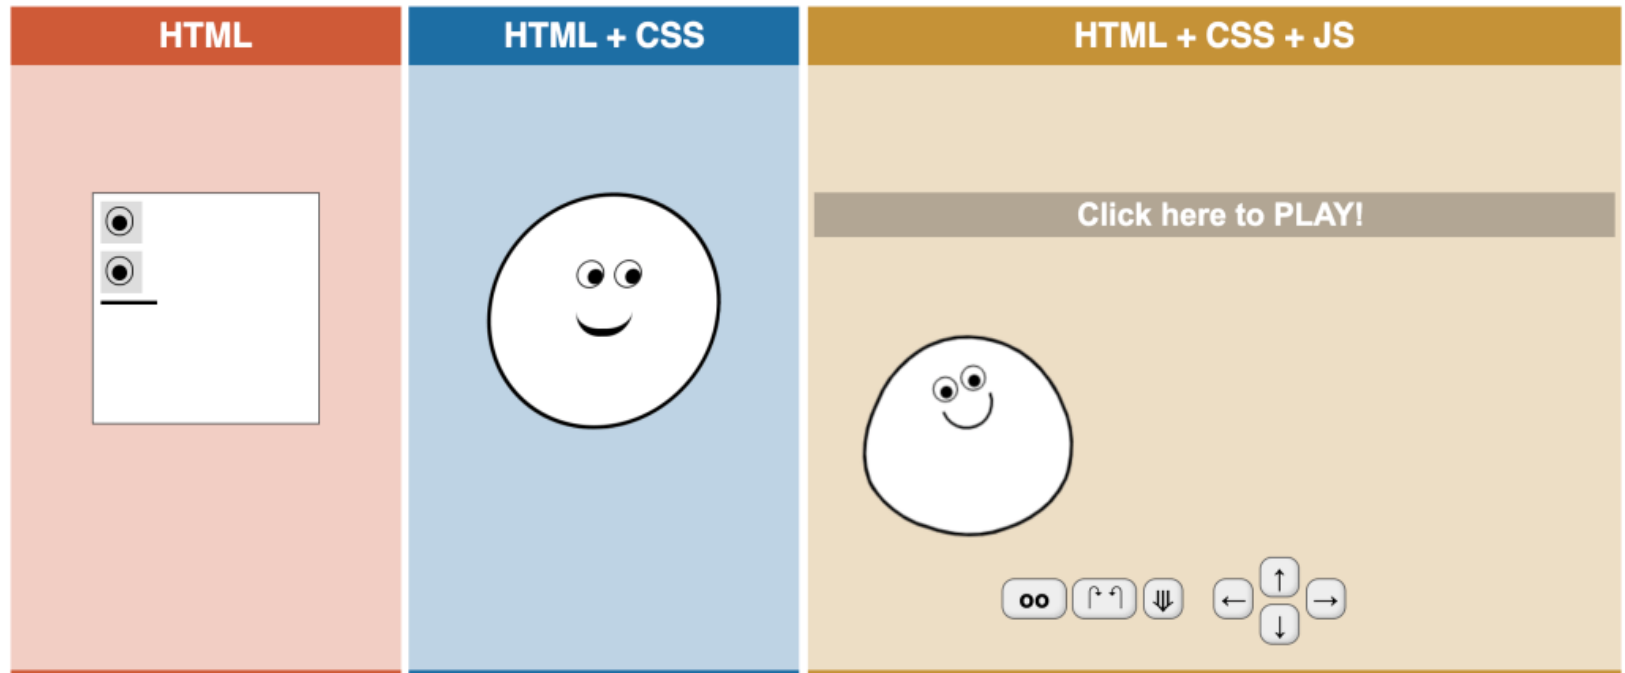 HTML
HTML + CSS
HTML + CSS + JS
Click here to PLAY!
oo
↑
← →
↓